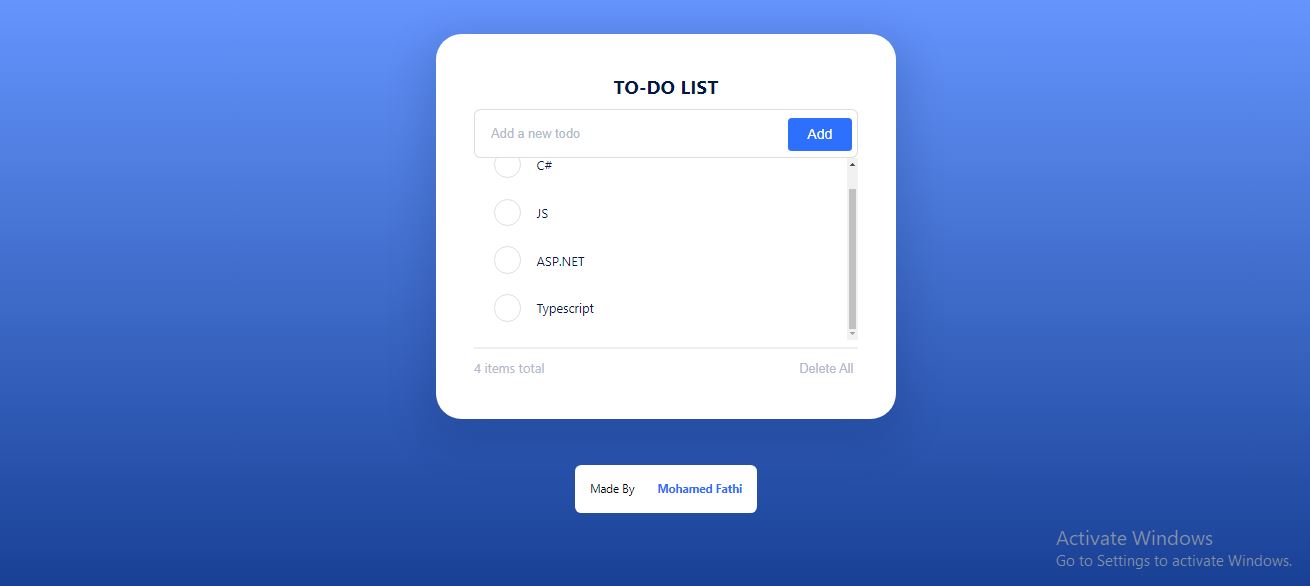 TO-DO LIST
Add a new todo
Add
C#
JS
ASP.NET
Typescript
4 items total
Delete All
Made By Mohamed Fathi
Activate Windows
Go to Settings to activate Windows.